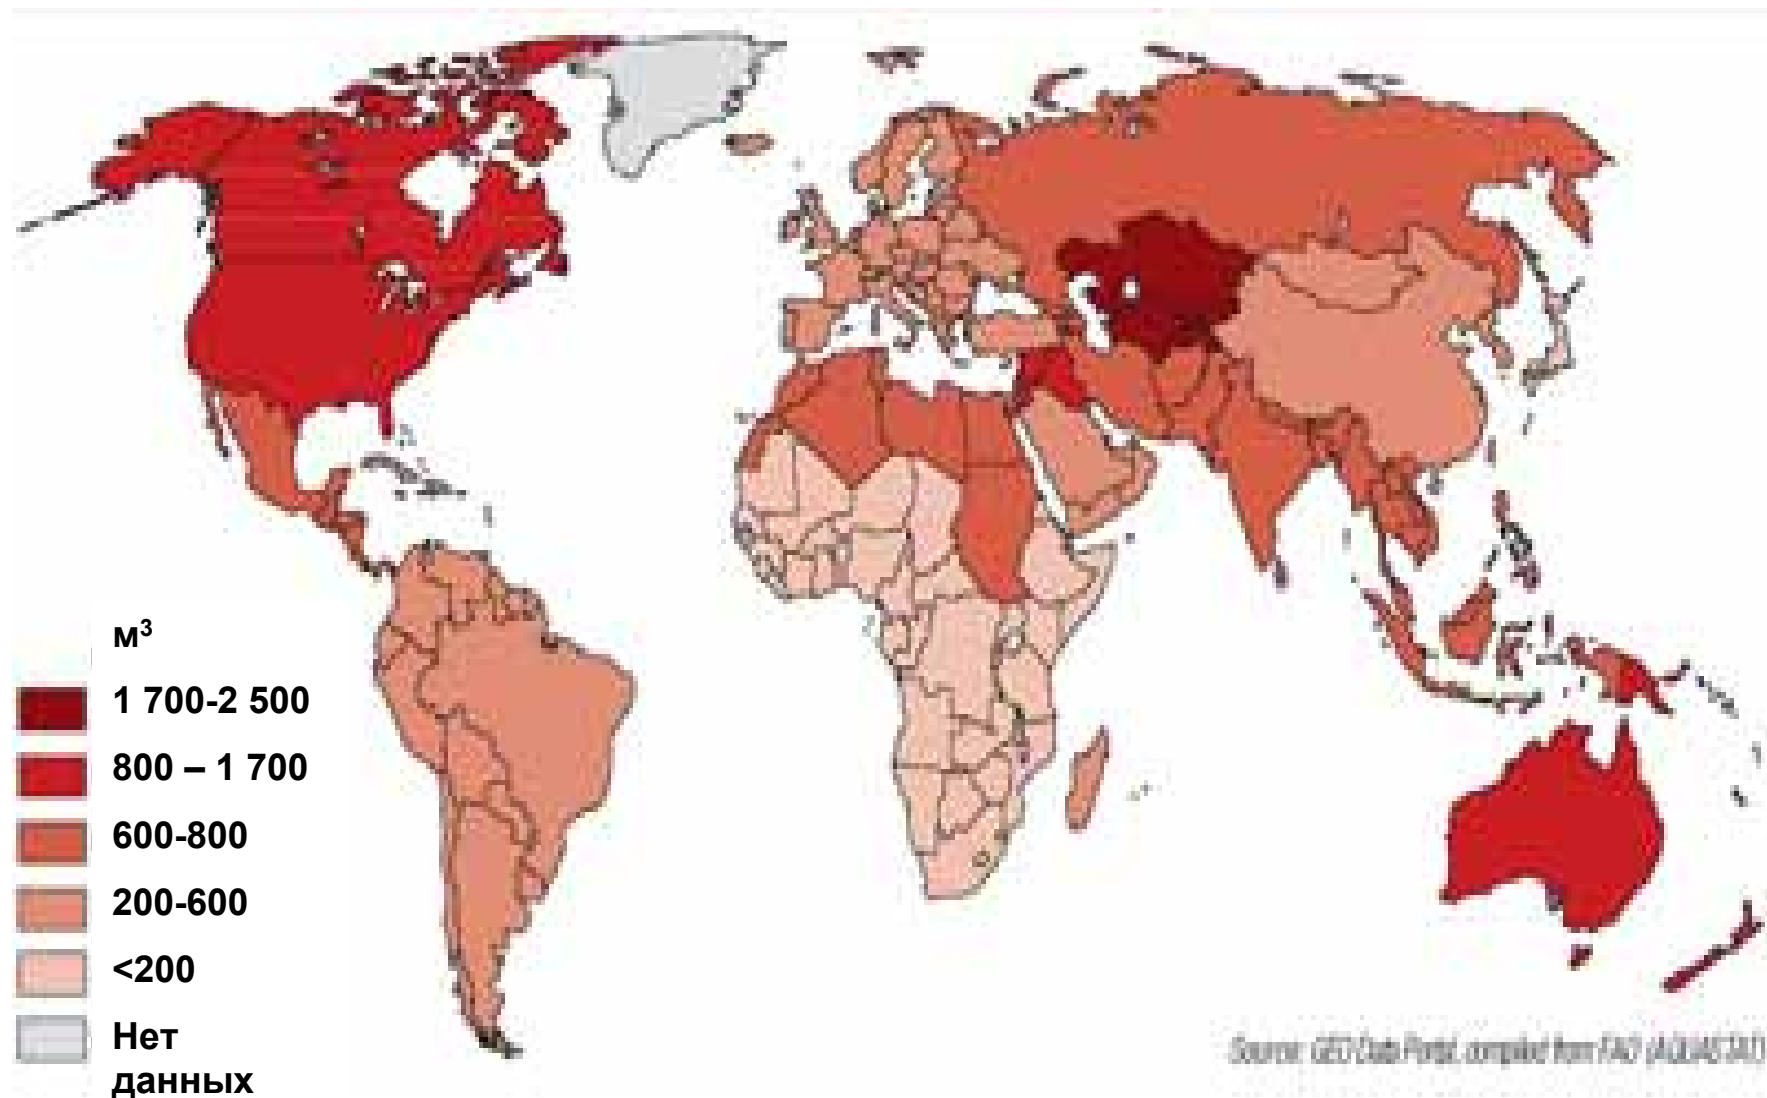 м³
1 700-2 500
800 – 1 700
600-800
200-600
<200
Нет
данных
Source: GEO Data Portal, compiled from FAO (AQUASTAT)